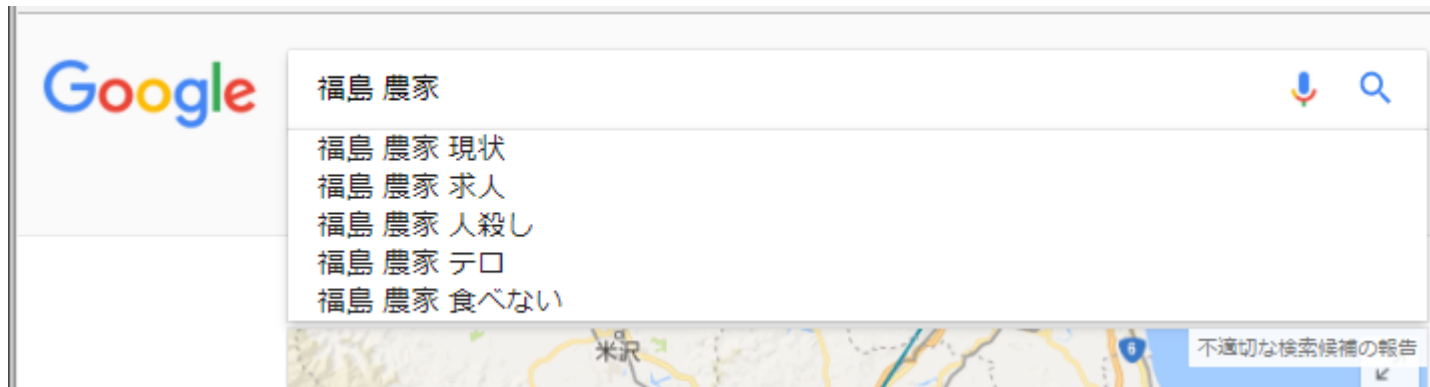 Google
福島 農家
福島 農家 現状
福島 農家 求人
福島 農家 人殺し
福島 農家 テロ
福島 農家 食べない
米沢
6
不適切な検索候補の報告